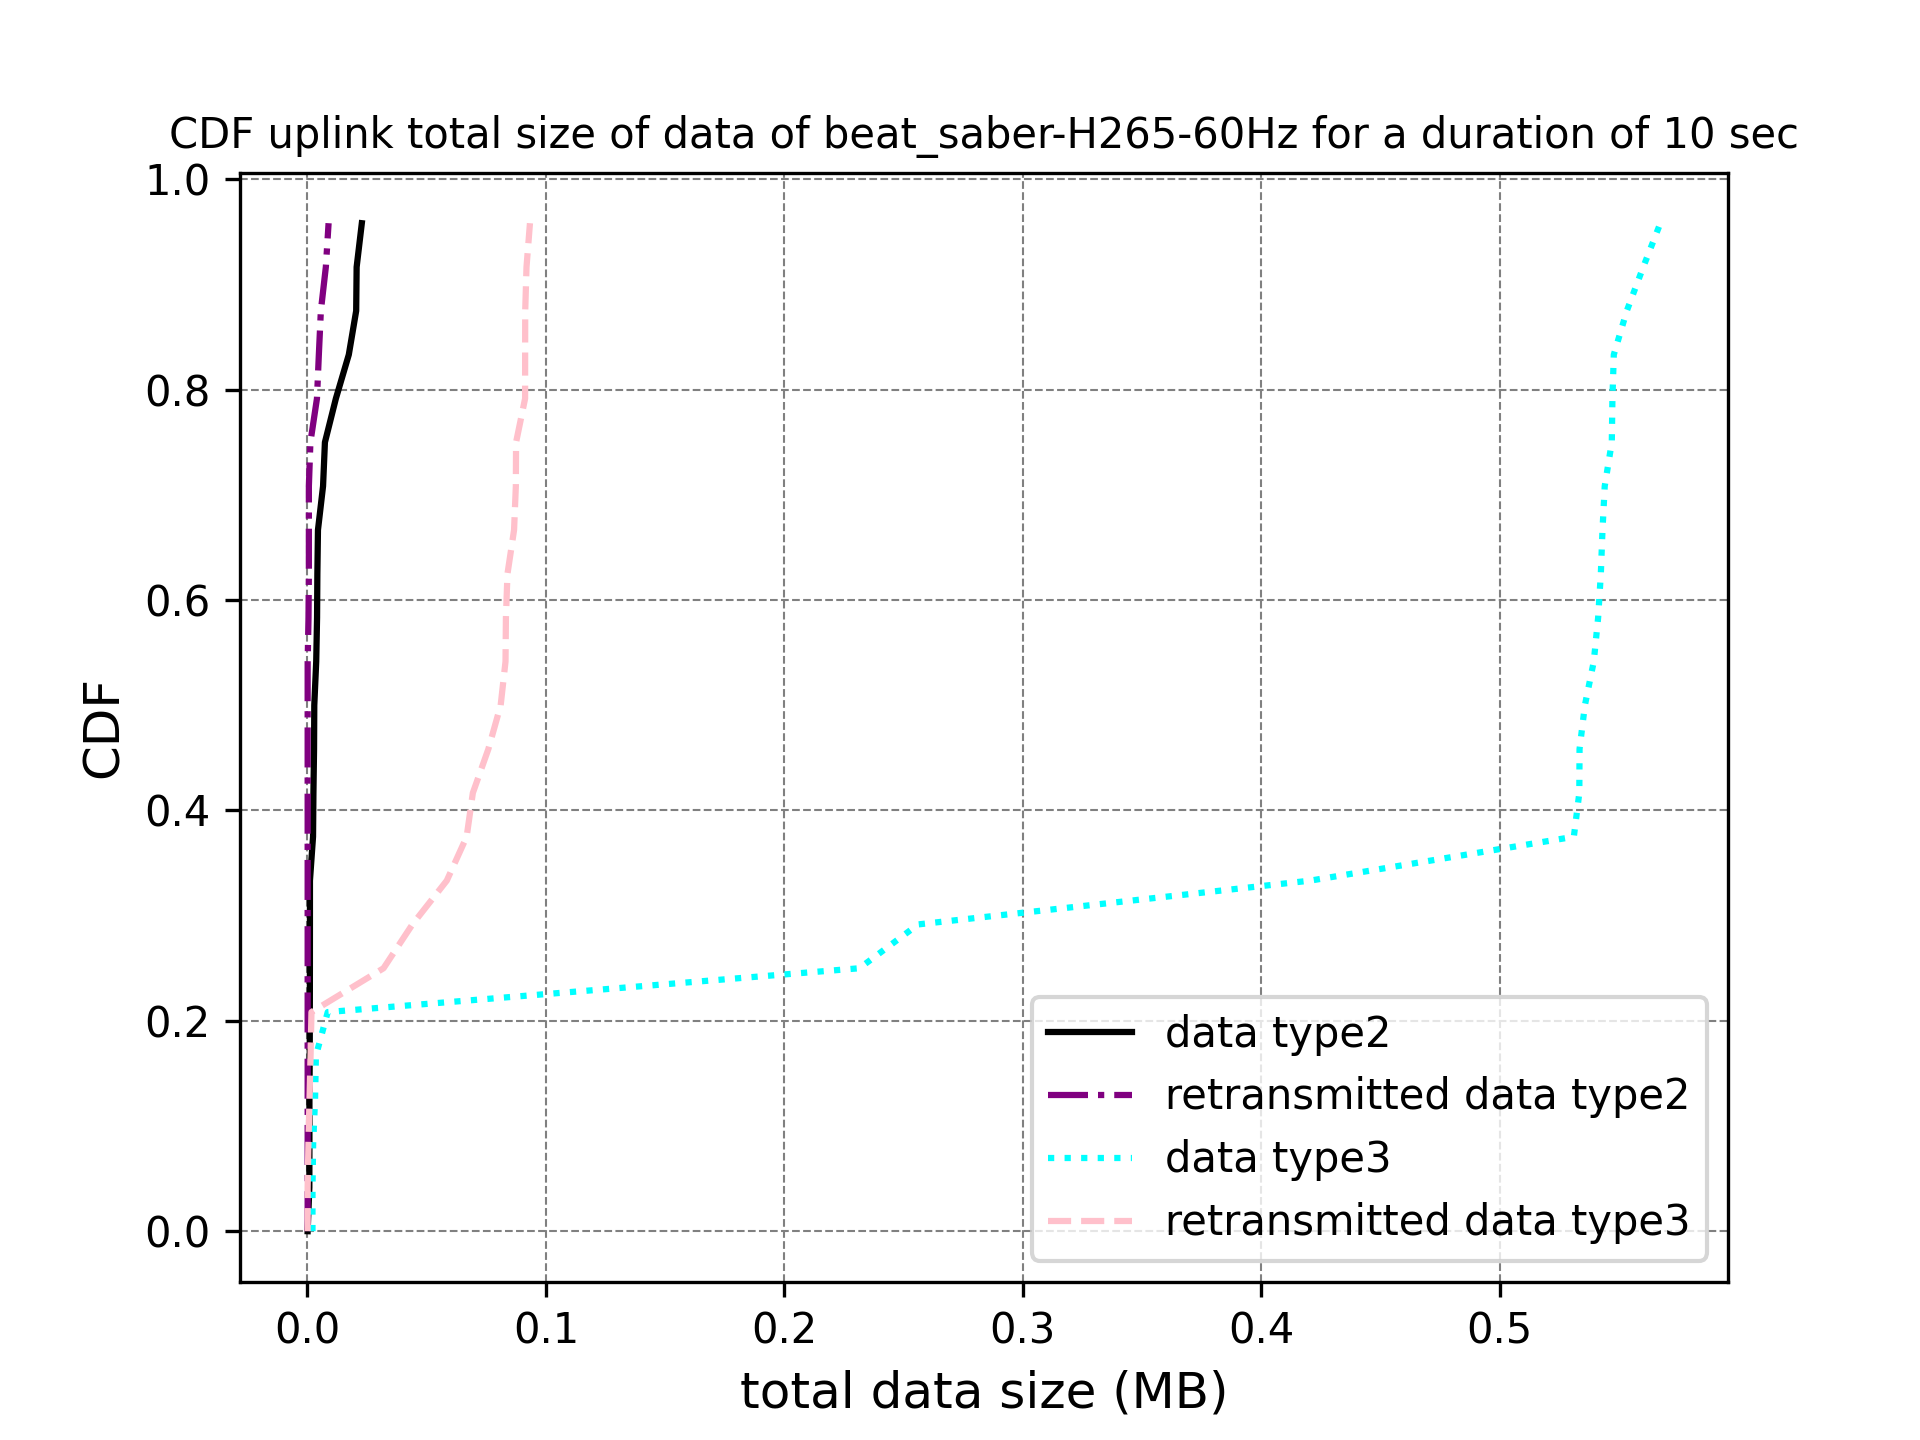 CDF uplink total size of data of beat_saber-H265-60Hz for a duration of 10 sec
1.0
0.8
0.6
0.4
0.2
0.0
CDF
data type2
retransmitted data type2
data type3
retransmitted data type3
0.0 0.1 0.2 0.3 0.4 0.5
total data size (MB)